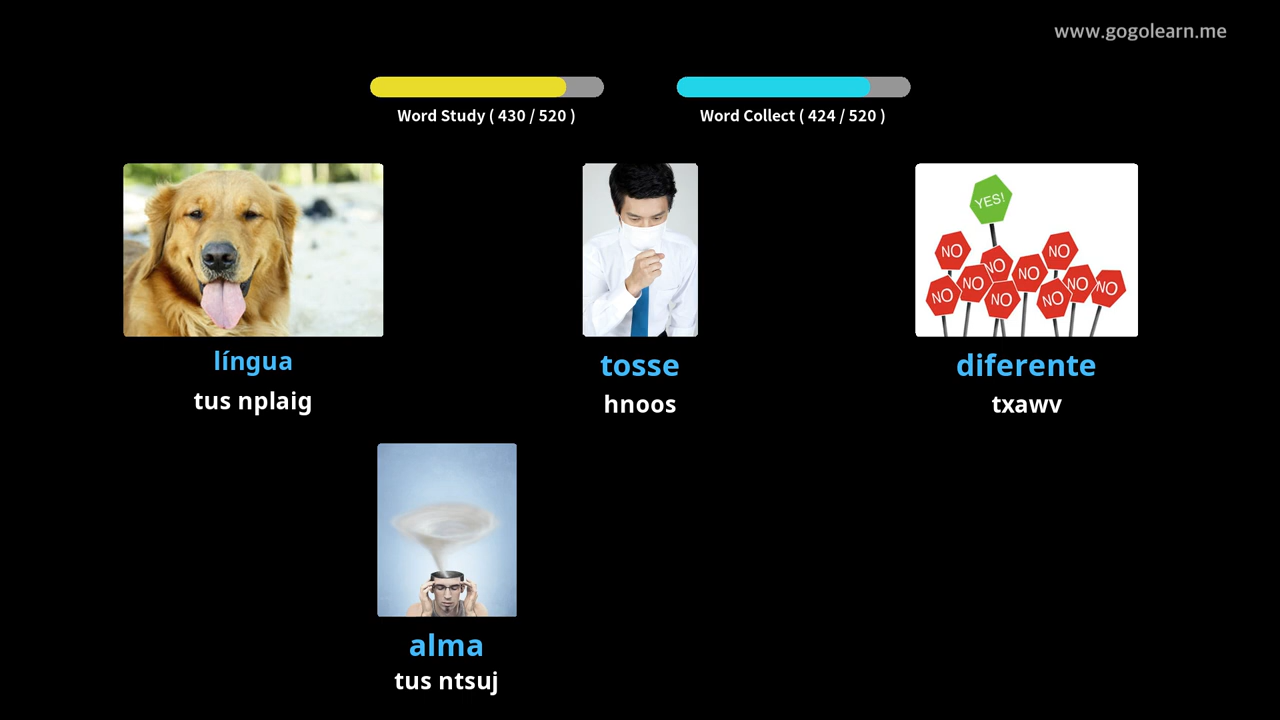 www.gogolearn.me
Word Study ( 430 / 520 )
Word Collect ( 424 / 520 )
YES!
NO
NO
NO
NO
NO
NO
NO
NO
NO
NO
língua
tosse
diferente
tus nplaig
hnoos
txawv
alma
tus ntsuj